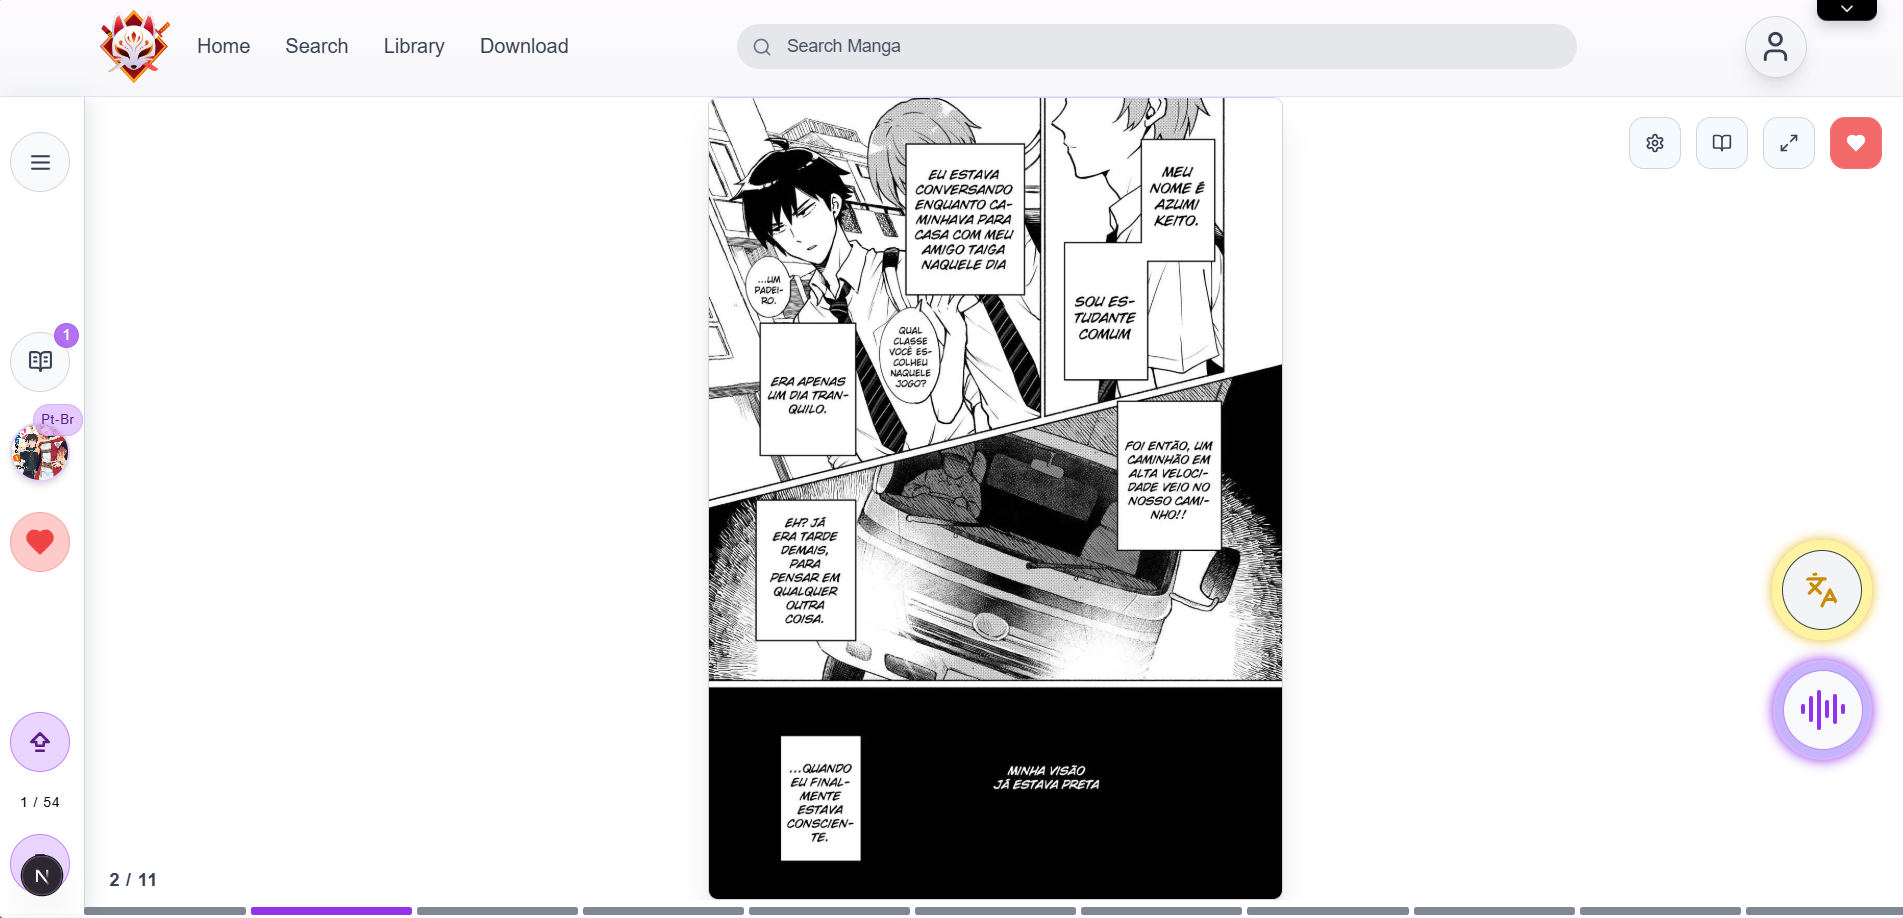 Home
Search
Library
Download
Search Manga
1
Pt-Br
1 / 54
N
2 / 11
MEU
NOME É
AZUMI
KEITO.
SOU ES-
TUDANTE
COMUM
EU ESTAVA
CONVERSANDO
ENQUANTO CA-
MINHAVA PARA
CASA COM MEU
AMIGO TAIGA
NAQUELE DIA
QUAL
CLASSE
VOCÊ ES-
COLHEU
NAQUELE
JOGO?
...UM
PADEI-
RO.
ERA APENAS
UM DIA TRAN-
QUILO.
FOI ENTÃO, UM
CAMINHÃO EM
ALTA VELOCI-
DADE VEIO NO
NOSSO CAMI-
NHO!!
EH? JÁ
ERA TARDE
DEMAIS,
PARA
PENSAR EM
QUALQUER
OUTRA
COISA.
MINHA VISÃO
JÁ ESTAVA PRETA
...QUANDO
EU FINAL-
MENTE
ESTAVA
CONSCIEN-
TE.